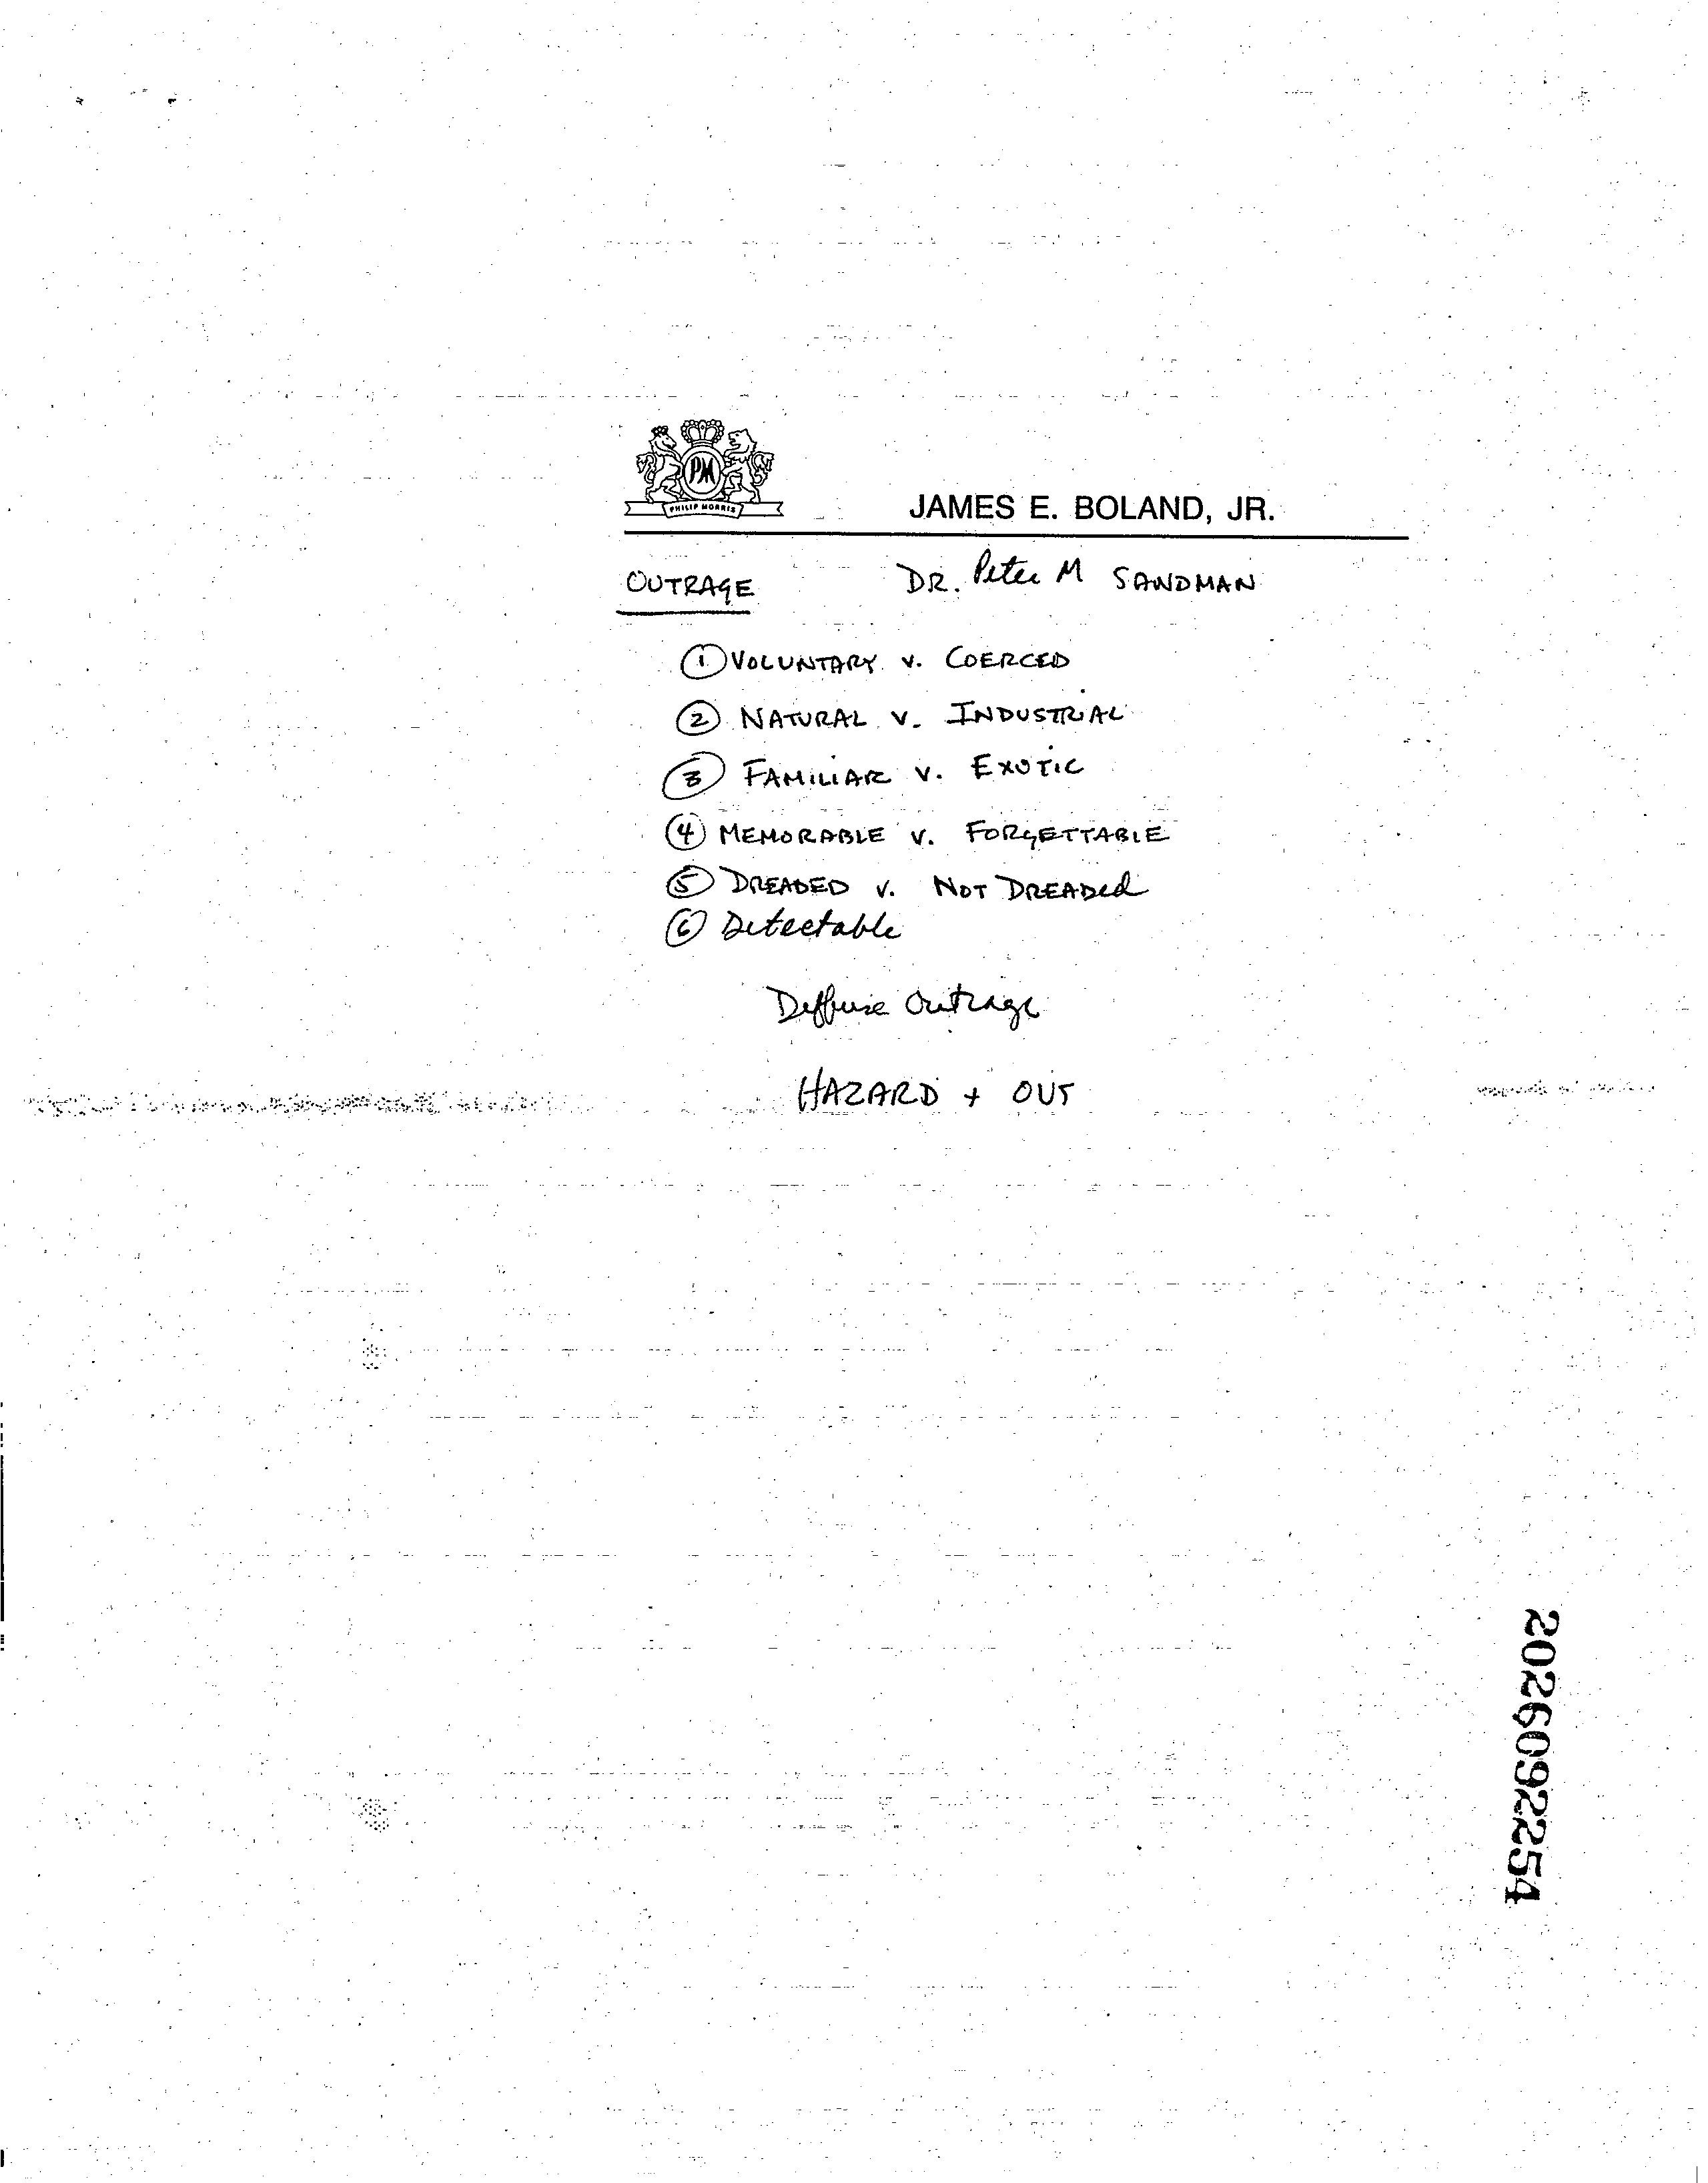 PM
PHILIP MORRIS
JAMES E. BOLAND, JR.
OUTRAGE DR. Peter M SANDMAN
① VOLUNTARY v. COERCED
② NATURAL v. INDUSTRIAL
③ FAMILIAR v. EXOTIC
④ MEMORABLE v. FORGETTABLE
⑤ DREADED v. NOT DREADED
⑥ Detectable
Deffuse Outrage
HAZARD + OUT
2026092254